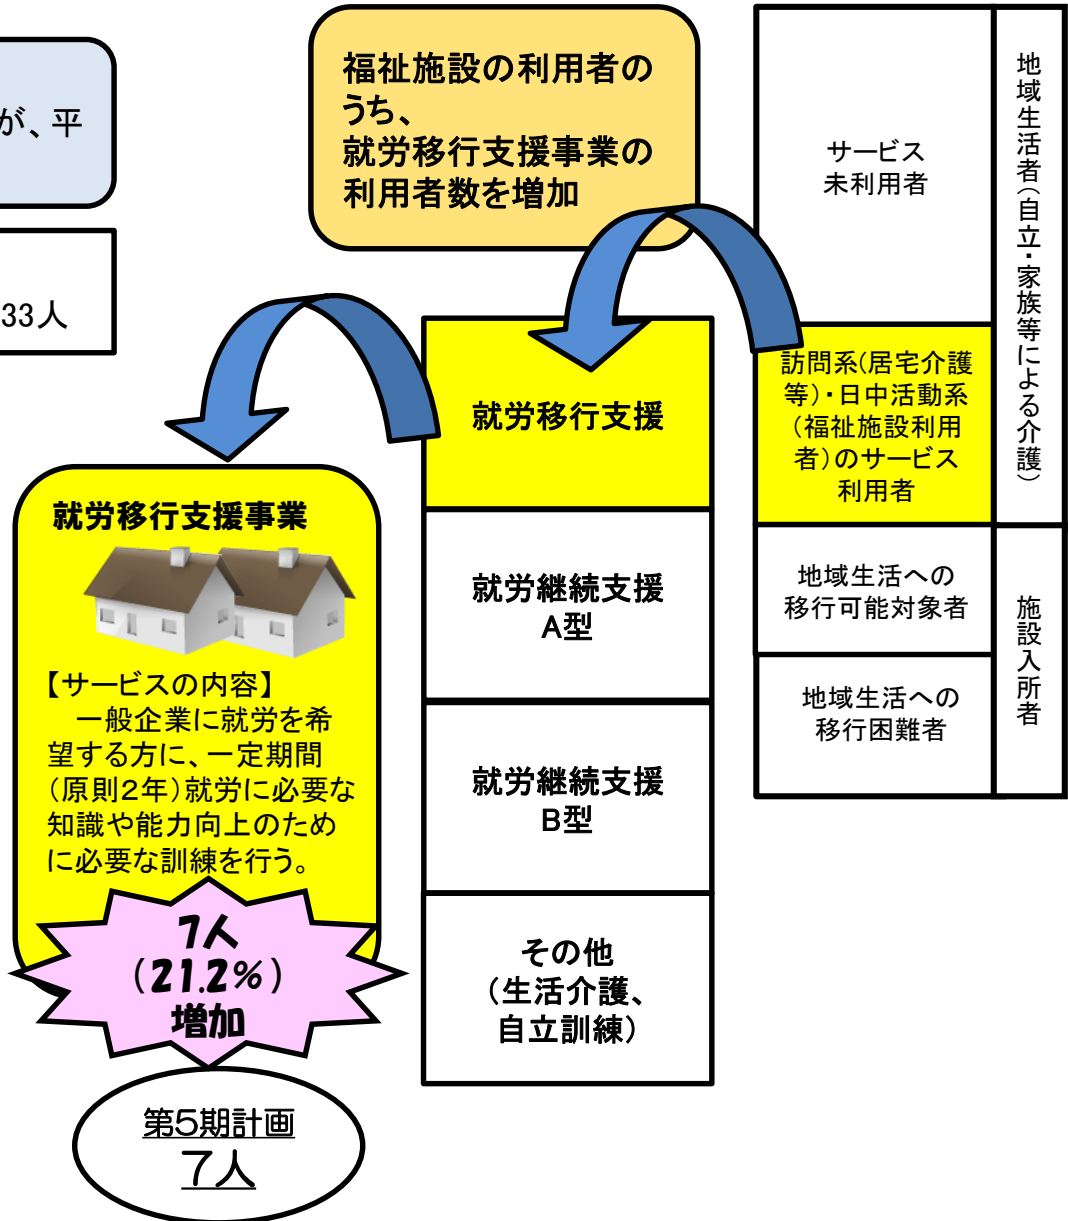 が、平
33人
福祉施設の利用者の
うち、
就労移行支援事業の
利用者数を増加
サービス
未利用者
訪問系(居宅介護
等)・日中活動系
(福祉施設利用
者)のサービス
利用者
地域生活への
移行可能対象者
地域生活への
移行困難者
地域生活者(自立・家族等による介護)
施設入所者
就労移行支援
就労継続支援
A型
就労継続支援
B型
その他
(生活介護、
自立訓練)
就労移行支援事業
【サービスの内容】
一般企業に就労を希
望する方に、一定期間
(原則2年)就労に必要な
知識や能力向上のため
に必要な訓練を行う。
7人
(21.2%)
増加
第5期計画
7人